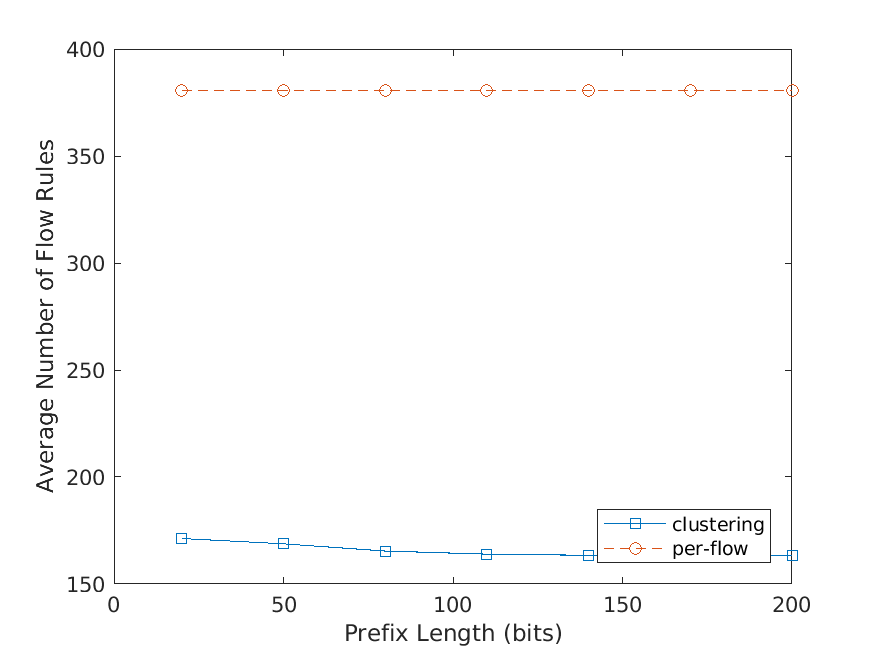 400
350
300
250
200
150
0
50
100
150
200
Average Number of Flow Rules
Prefix Length (bits)
clustering
per-flow